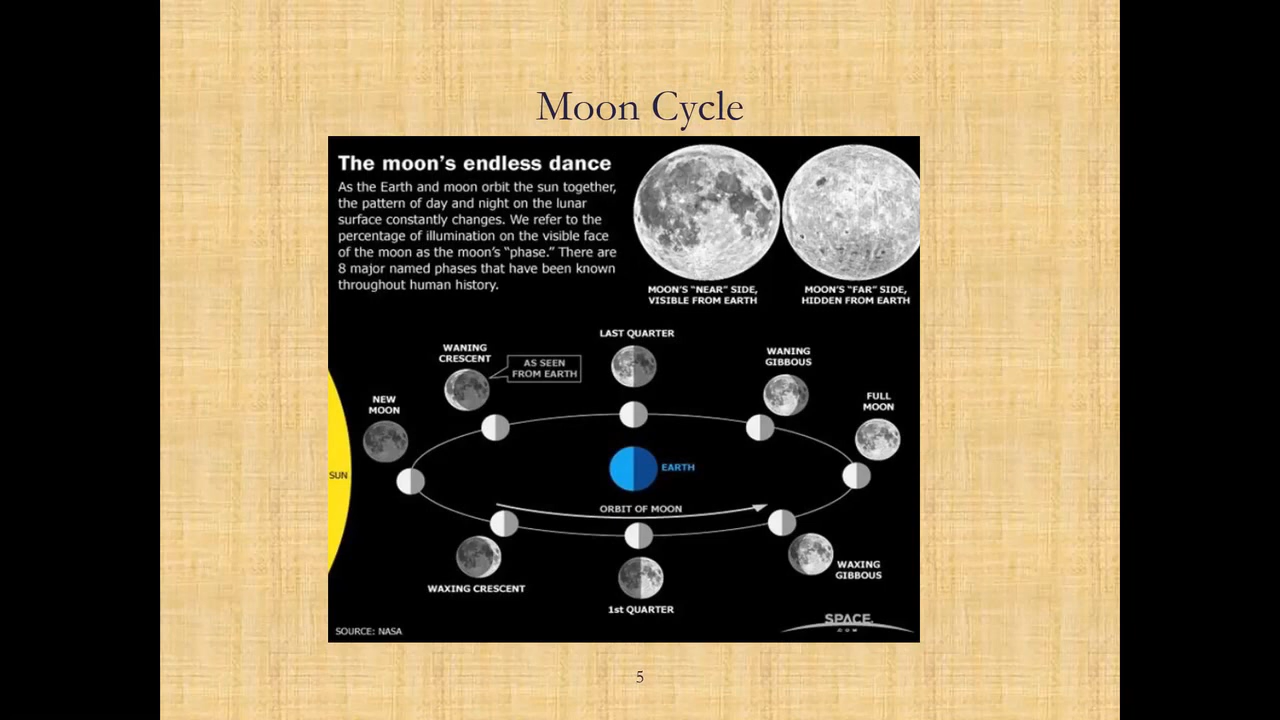 Moon Cycle
The moon's endless dance
As the Earth and moon orbit the sun together,
the pattern of day and night on the lunar
surface constantly changes. We refer to the
percentage of illumination on the visible face
of the moon as the moon's "phase." There are
8 major named phases that have been known
throughout human history.
MOON'S "NEAR" SIDE,
VISIBLE FROM EARTH
MOON'S "FAR" SIDE,
HIDDEN FROM EARTH
LAST QUARTER
WANING
CRESCENT
AS SEEN
FROM EARTH
WANING
GIBBOUS
NEW
MOON
FULL
MOON
SUN
EARTH
ORBIT OF MOON
WAXING CRESCENT
1st QUARTER
WAXING
GIBBOUS
SOURCE: NASA
SPACE
.COM
5